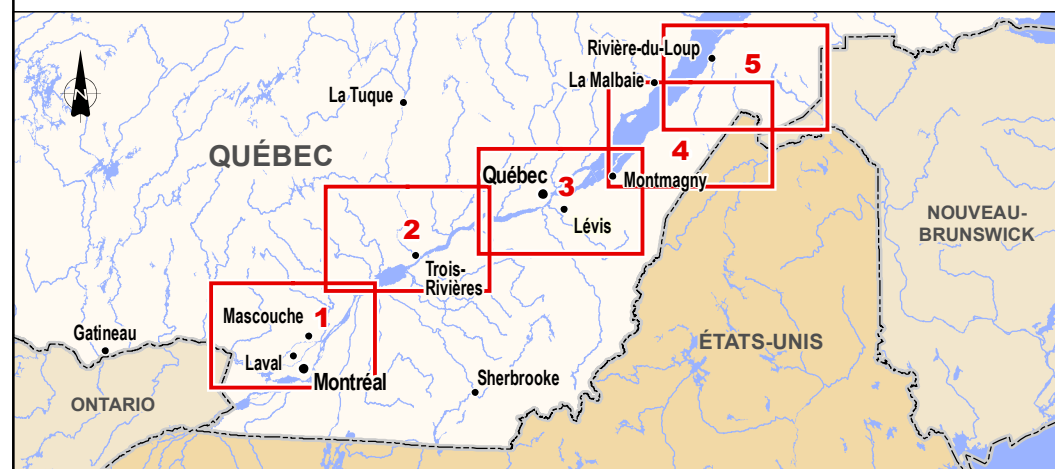 Rivière-du-Loup
5
La Malbaie
La Tuque
N
QUÉBEC
4
Québec
3
Montmagny
Lévis
NOUVEAU-
BRUNSWICK
2
Trois-
Rivières
Mascouche
1
Gatineau
Laval
Montréal
ÉTATS-UNIS
Sherbrooke
ONTARIO